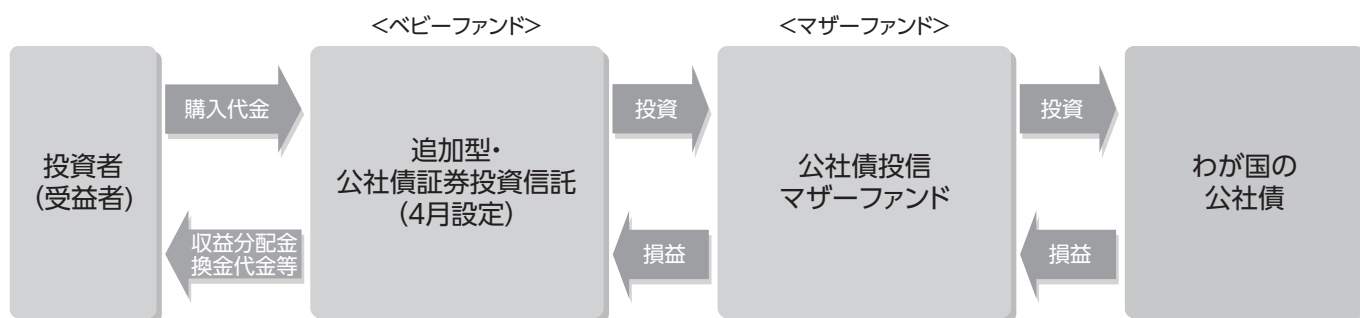 <ベビーファンド>
<マザーファンド>
投資者
(受益者)
購入代金
収益分配金
換金代金等
追加型・
公社債証券投資信託
(4月設定)
投資
損益
公社債投信
マザーファンド
投資
損益
わが国の
公社債